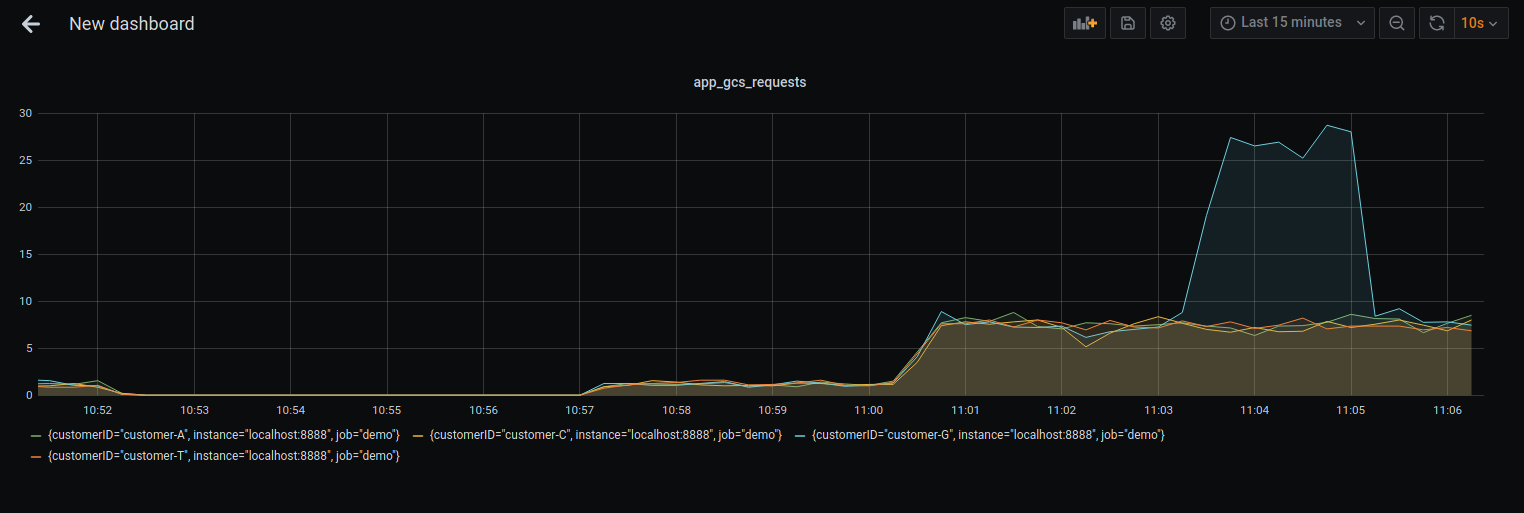 New dashboard
Last 15 minutes
10s
app_gcs_requests
30
25
20
15
10
5
0
10:52 10:53 10:54 10:55 10:56 10:57 10:58 10:59 11:00 11:01 11:02 11:03 11:04 11:05 11:06
{customerID="customer-A", instance="localhost:8888", job="demo"} {customerID="customer-C", instance="localhost:8888", job="demo"} {customerID="customer-G", instance="localhost:8888", job="demo"}
{customerID="customer-T", instance="localhost:8888", job="demo"}